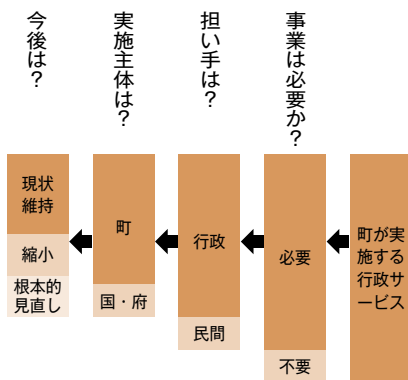 事業は必要か？
担い手は？
実施主体は？
今後は？
町が実
施する
行政サ
ービス
必要
不要
行政
民間
町
国・府
現状
維持
縮小
根本的
見直し